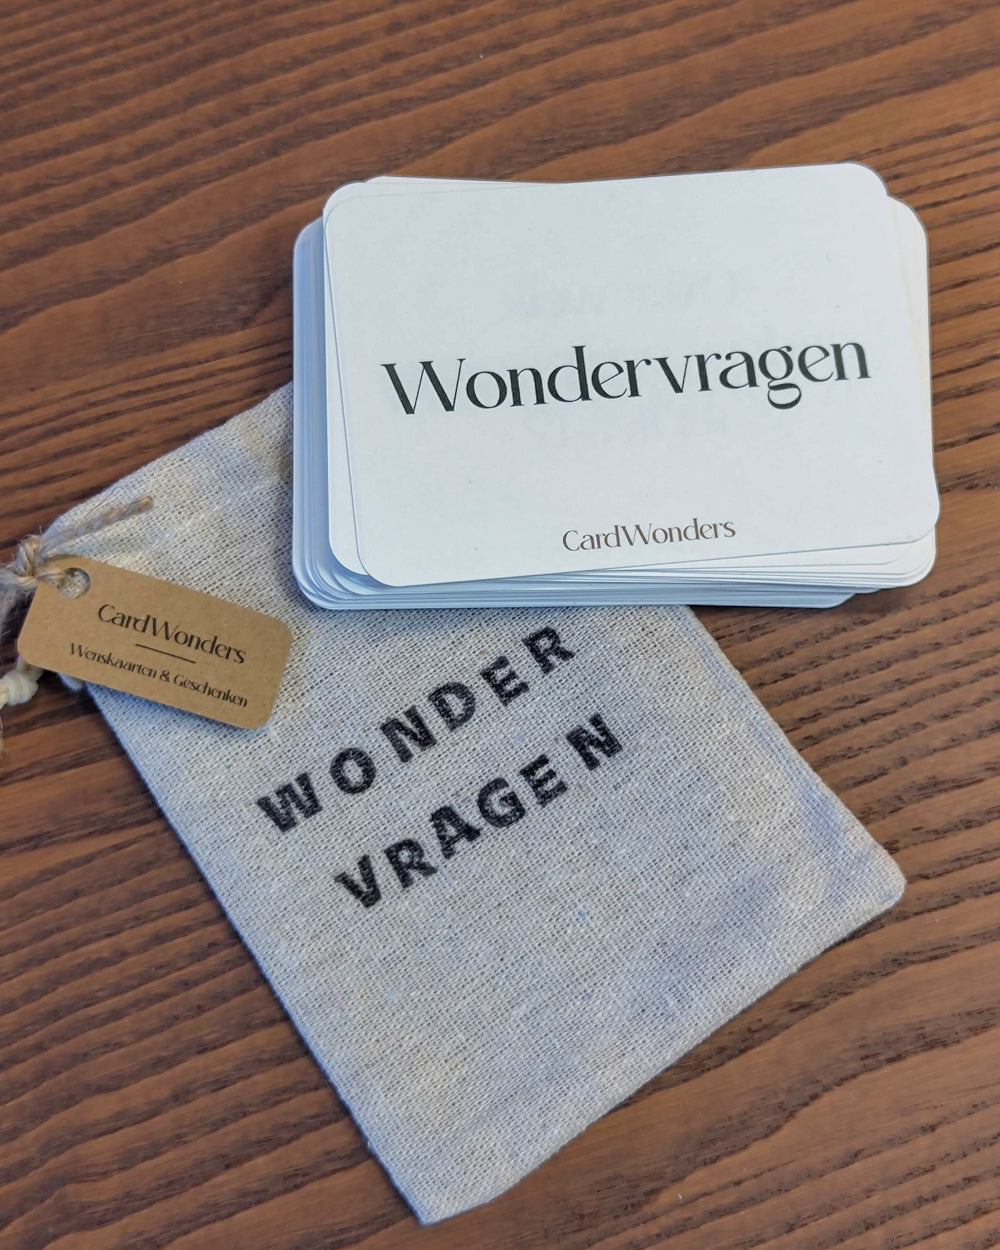 Wondervragen
CardWonders
CardWonders
Wenskaarten & Geschenken
WONDER
VRAGEN